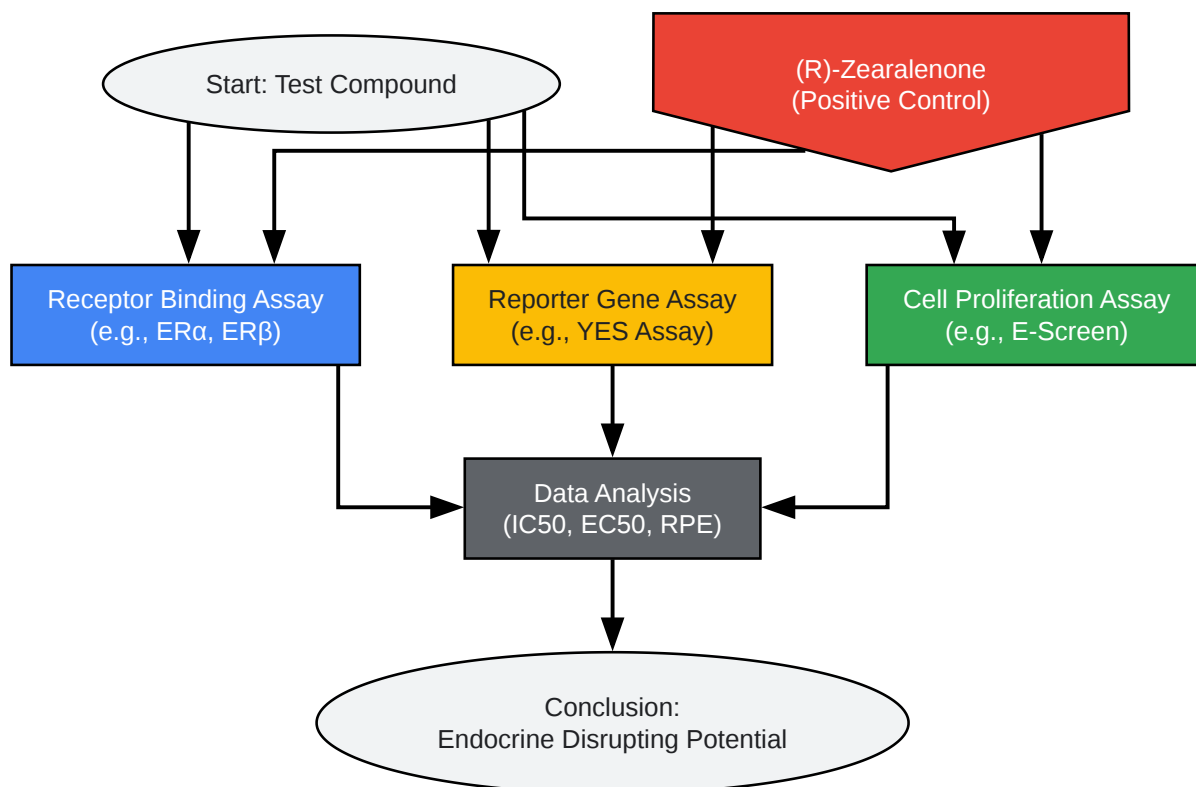 Start: Test Compound
(R)-Zearalenone
(Positive Control)
Receptor Binding Assay
(e.g., ERα, ERβ)
Reporter Gene Assay
(e.g., YES Assay)
Cell Proliferation Assay
(e.g., E-Screen)
Data Analysis
(IC50, EC50, RPE)
Conclusion:
Endocrine Disrupting Potential